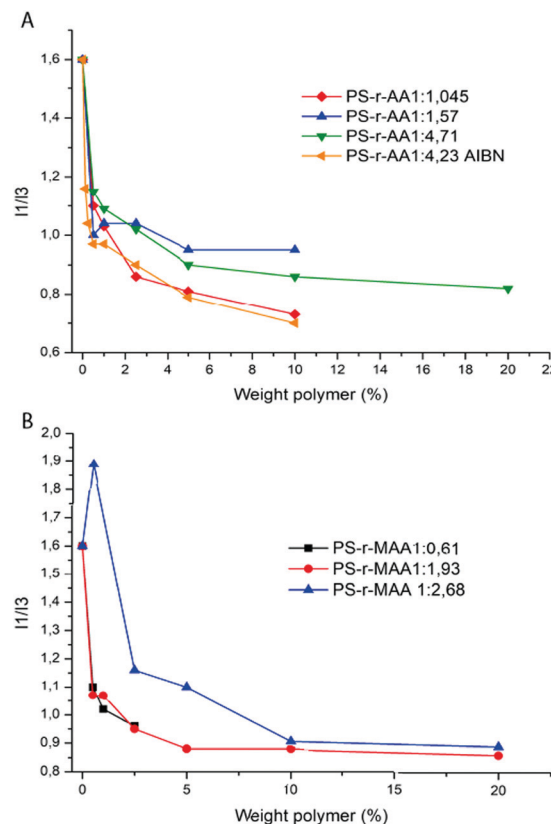 A
1,6
1,4
1,2
1,0
0,8
0,6
I1/I3
PS-r-AA1:1,045
PS-r-AA1:1,57
PS-r-AA1:4,71
PS-r-AA1:4,23 AIBN
0 2 4 6 8 10 12 14 16 18 20 22
Weight polymer (%)
B
2,0
1,9
1,8
1,7
1,6
1,5
1,4
1,3
1,2
1,1
1,0
0,9
0,8
I1/I3
PS-r-MAA1:0,61
PS-r-MAA1:1,93
PS-r-MAA 1:2,68
0 5 10 15 20
Weight polymer (%)